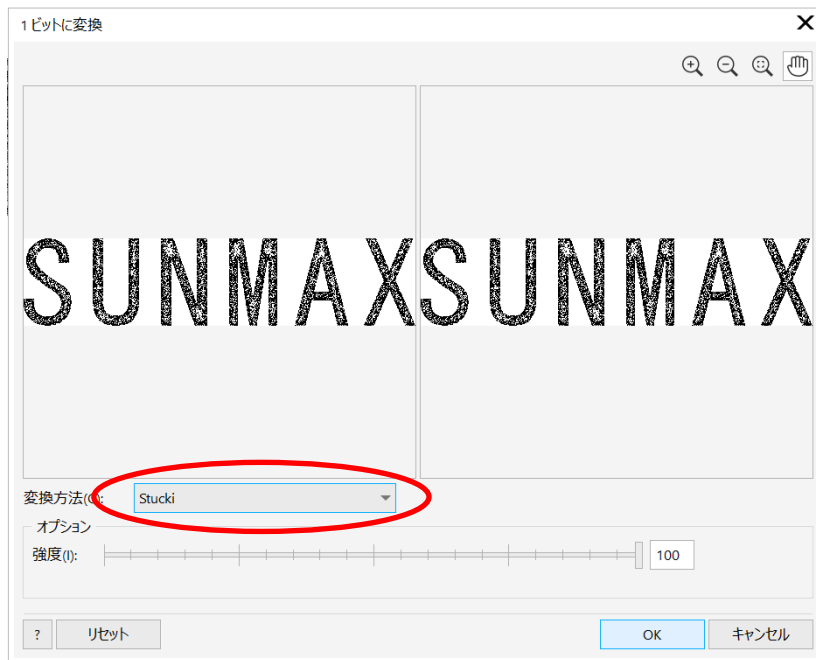 1 ビットに変換
SUNMAX SUNMAX
変換方法(C): Stucki
オプション
強度(I): 100
? リセット OK キャンセル